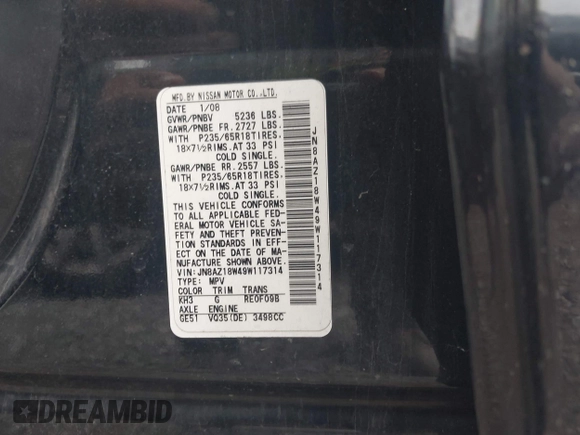 MFD. BY NISSAN MOTOR CO.,LTD.
DATE 1/08
GVWR/PNBV 5236 LBS.
GAWR/PNBE FR. 2727 LBS.
WITH P235/65R18TIRES.
18X7½RIMS.AT 33 PSI
COLD SINGLE.
GAWR/PNBE RR. 2557 LBS.
WITH P235/65R18TIRES.
18X7½RIMS.AT 33 PSI
COLD SINGLE.
THIS VEHICLE CONFORMS
TO ALL APPLICABLE FED-
ERAL MOTOR VEHICLE SA-
FETY AND THEFT PREVEN-
TION STANDARDS IN EFF-
ECT ON THE DATE OF MA-
NUFACTURE SHOWN ABOVE.
VIN: JN8AZ18W49W117314
TYPE: MPV
COLOR TRIM TRANS
KH3 G RE0F09B
AXLE ENGINE
GE51 VQ35(DE) 3498CC
JN8AZ18W49W117314
DREAMBID